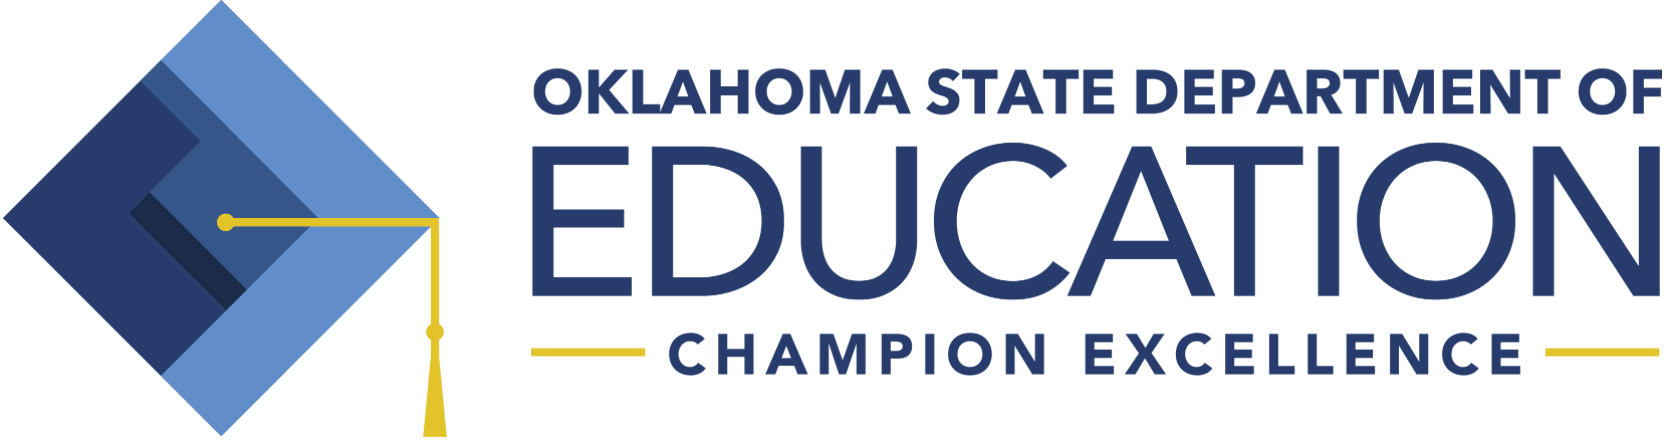 OKLAHOMA STATE DEPARTMENT OF
EDUCATION
CHAMPION EXCELLENCE